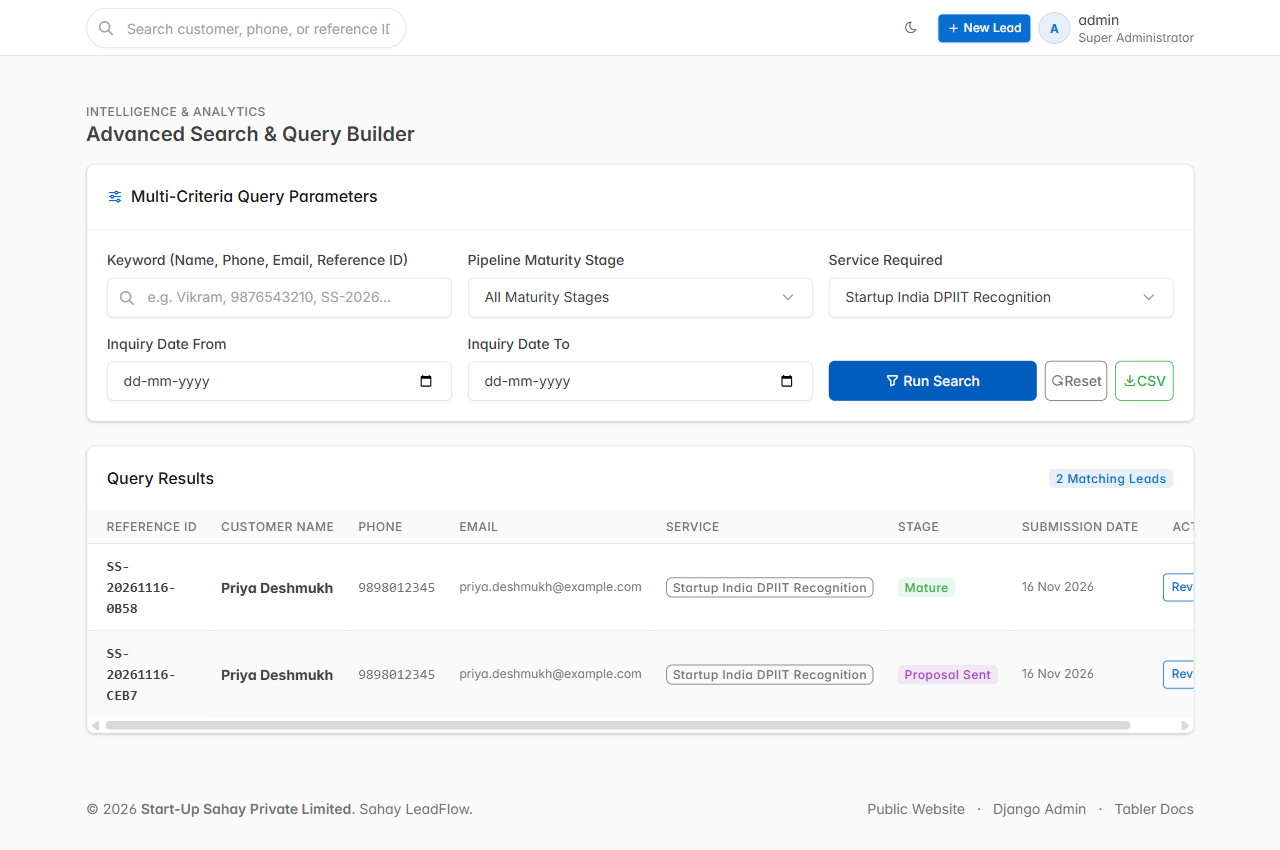 Search customer, phone, or reference I
+ New Lead
A
admin
Super Administrator
INTELLIGENCE & ANALYTICS
Advanced Search & Query Builder
Multi-Criteria Query Parameters
Keyword (Name, Phone, Email, Reference ID)
Pipeline Maturity Stage
Service Required
e.g. Vikram, 9876543210, SS-2026...
All Maturity Stages
Startup India DPIIT Recognition
Inquiry Date From
Inquiry Date To
dd-mm-yyyy
dd-mm-yyyy
Run Search
Reset
CSV
Query Results
2 Matching Leads
REFERENCE ID CUSTOMER NAME PHONE EMAIL SERVICE STAGE SUBMISSION DATE ACT
SS-
20261116-
0B58
Priya Deshmukh 9898012345 priya.deshmukh@example.com Startup India DPIIT Recognition Mature 16 Nov 2026 Rev
SS-
20261116-
CEB7
Priya Deshmukh 9898012345 priya.deshmukh@example.com Startup India DPIIT Recognition Proposal Sent 16 Nov 2026 Rev
© 2026 Start-Up Sahay Private Limited. Sahay LeadFlow.
Public Website · Django Admin · Tabler Docs